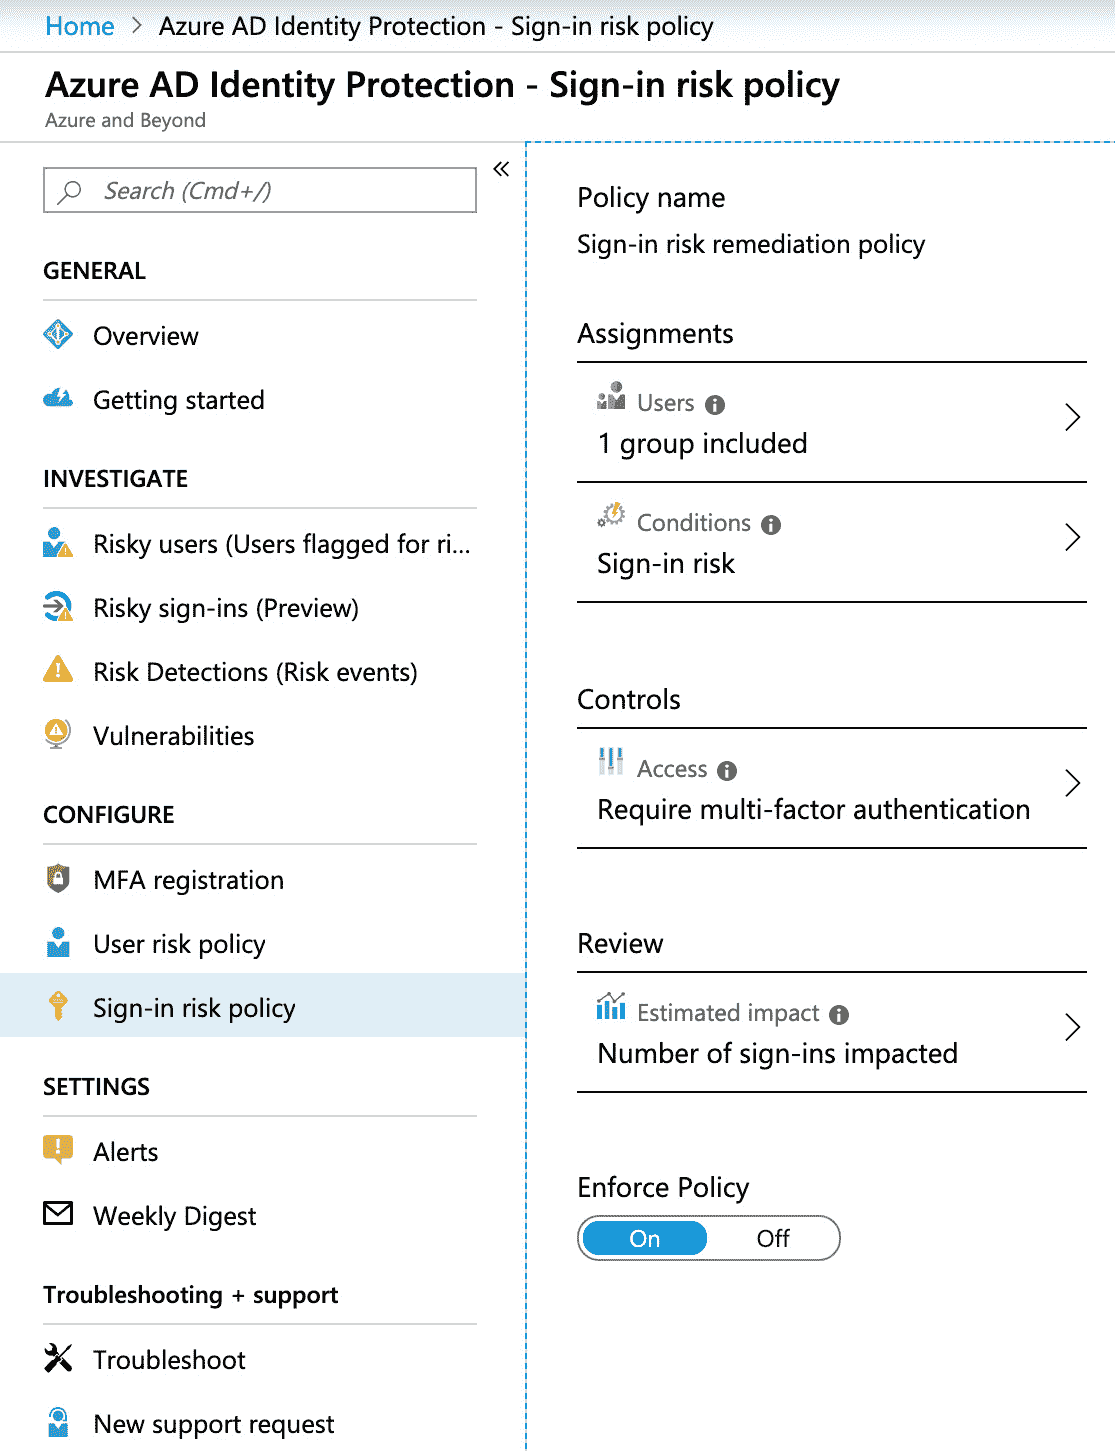 Home > Azure AD Identity Protection - Sign-in risk policy
Azure AD Identity Protection - Sign-in risk policy
Azure and Beyond
Search (Cmd+/)
«
GENERAL
Overview
Getting started
INVESTIGATE
Risky users (Users flagged for ri...
Risky sign-ins (Preview)
Risk Detections (Risk events)
Vulnerabilities
CONFIGURE
MFA registration
User risk policy
Sign-in risk policy
SETTINGS
Alerts
Weekly Digest
Troubleshooting + support
Troubleshoot
New support request
Policy name
Sign-in risk remediation policy
Assignments
Users
1 group included
Conditions
Sign-in risk
Controls
Access
Require multi-factor authentication
Review
Estimated impact
Number of sign-ins impacted
Enforce Policy
On Off